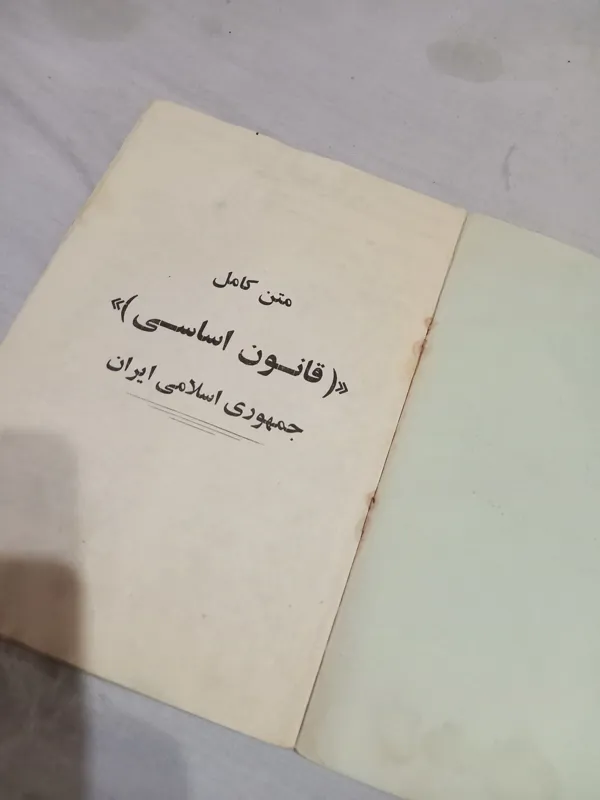 متن کامل
«(قانون اساسی)»
جمهوری اسلامی ایران